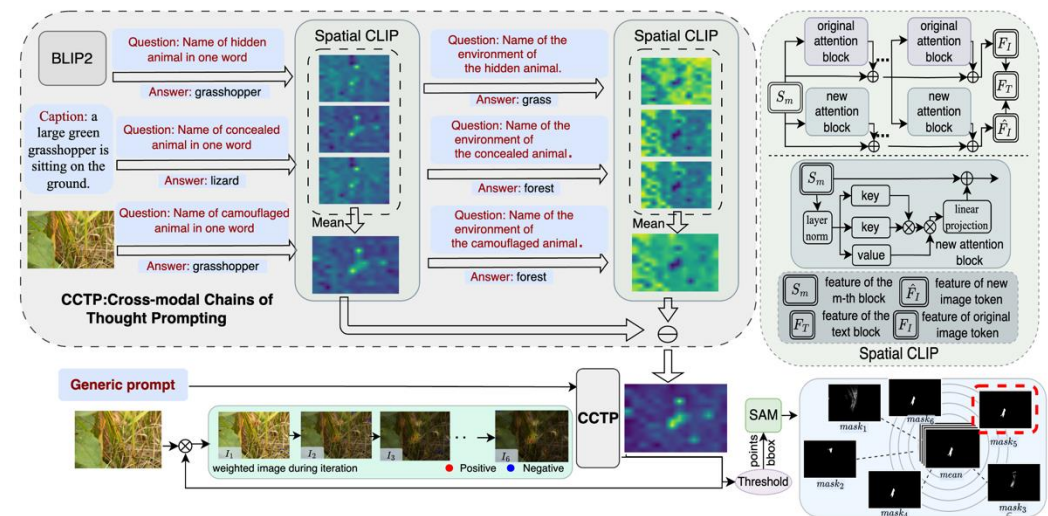 BLIP2
Caption: a
large green
grasshopper is
sitting on the
ground.
Question: Name of hidden
animal in one word
Answer: grasshopper
Question: Name of concealed
animal in one word
Answer: lizard
Question: Name of camouflaged
animal in one word
Answer: grasshopper
CCTP:Cross-modal Chains of
Thought Prompting
Spatial CLIP
Mean
Question: Name of the
environment of
the hidden animal.
Answer: grass
Question: Name of the
environment of
the concealed animal.
Answer: forest
Question: Name of the
environment of
the camouflaged animal.
Answer: forest
Spatial CLIP
Mean
original
attention
block
...
original
attention
block
F_I
S_m
F_T
new
attention
block
...
new
attention
block
F̂_I
S_m
layer
norm
key
key
value
linear
projection
new attention
block
S_m feature of the
m-th block
F̂_I feature of new
image token
F_T feature of the
text block
F_I feature of original
image token
Spatial CLIP
Generic prompt
I_1
I_2
I_3
...
I_6
weighted image during iteration
Positive
Negative
CCTP
Threshold
points
bbox
SAM
mask_1
mask_6
mask_5
mask_2
mean
mask_4
mask_3